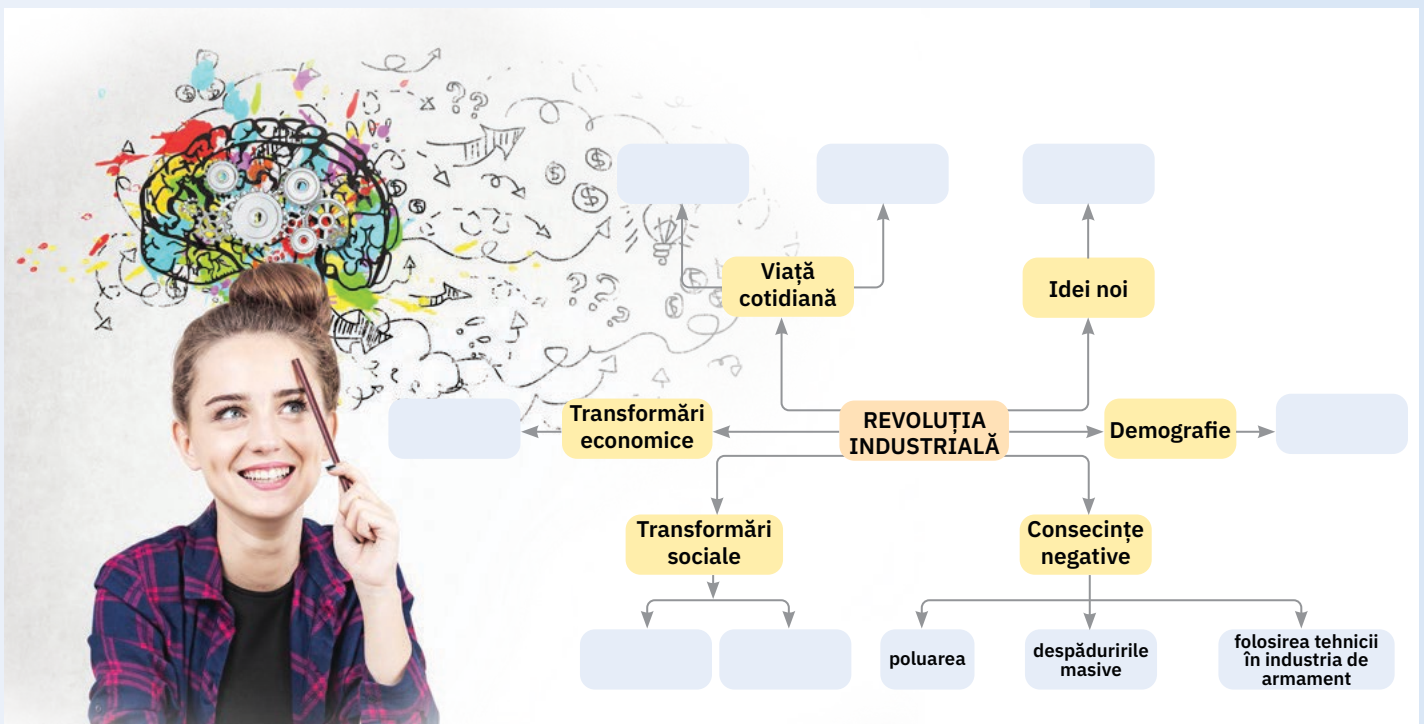 Viață
cotidiană
Idei noi
Transformări
economice
REVOLUȚIA
INDUSTRIALĂ
Demografie
Transformări
sociale
Consecințe
negative
poluarea
despăduririle
masive
folosirea tehnicii
în industria de
armament